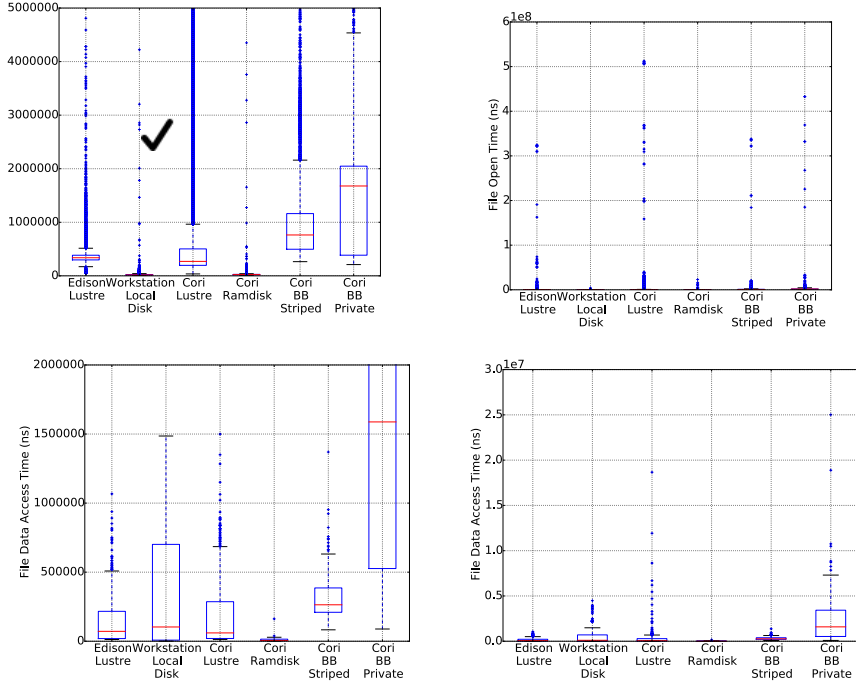 5000000
4000000
3000000
2000000
1000000
0
Edison Workstation Cori Cori Cori Cori
Lustre Local Lustre Ramdisk BB BB
Disk Striped Private
1e8
6
5
4
3
2
1
0
File Open Time (ns)
Edison Workstation Cori Cori Cori Cori
Lustre Local Lustre Ramdisk BB BB
Disk Striped Private
2000000
1500000
1000000
500000
0
File Data Access Time (ns)
Edison Workstation Cori Cori Cori Cori
Lustre Local Lustre Ramdisk BB BB
Disk Striped Private
1e7
3.0
2.5
2.0
1.5
1.0
0.5
0.0
File Data Access Time (ns)
Edison Workstation Cori Cori Cori Cori
Lustre Local Lustre Ramdisk BB BB
Disk Striped Private